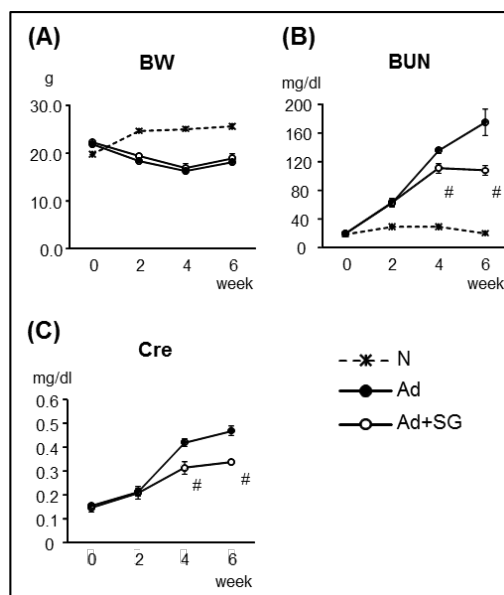 (A)
BW
g
30.0
20.0
10.0
0.0
0 2 4 6
week
(B)
BUN
mg/dl
200
160
120
80
40
0
# #
0 2 4 6
week
(C)
Cre
mg/dl
0.6
0.5
0.4
0.3
0.2
0.1
0
# #
0 2 4 6
week
N
Ad
Ad+SG